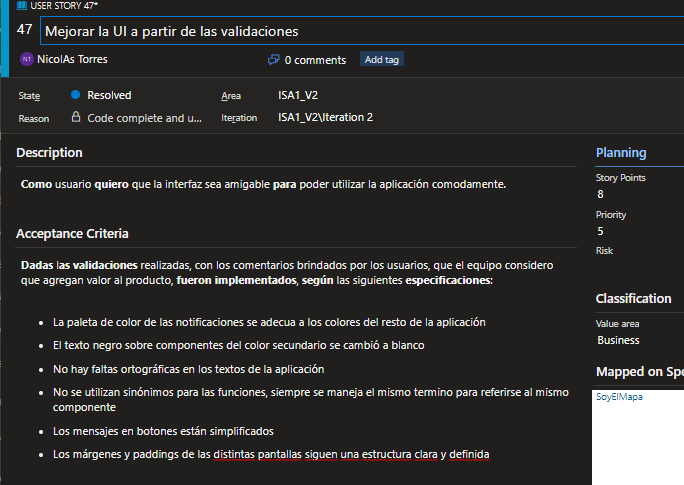 USER STORY 47*
47 Mejorar la UI a partir de las validaciones
NT NicolAs Torres 0 comments Add tag
State Resolved Area ISA1_V2
Reason Code complete and u... Iteration ISA1_V2\Iteration 2
Description
Como usuario quiero que la interfaz sea amigable para poder utilizar la aplicación comodamente.
Acceptance Criteria
Dadas las validaciones realizadas, con los comentarios brindados por los usuarios, que el equipo considero
que agregan valor al producto, fueron implementados, según las siguientes especificaciones:
• La paleta de color de las notificaciones se adecua a los colores del resto de la aplicación
• El texto negro sobre componentes del color secundario se cambió a blanco
• No hay faltas ortográficas en los textos de la aplicación
• No se utilizan sinónimos para las funciones, siempre se maneja el mismo termino para referirse al mismo
componente
• Los mensajes en botones están simplificados
• Los márgenes y paddings de las distintas pantallas siguen una estructura clara y definida
Planning
Story Points
8
Priority
5
Risk
Classification
Value area
Business
Mapped on Spe
SoyElMapa